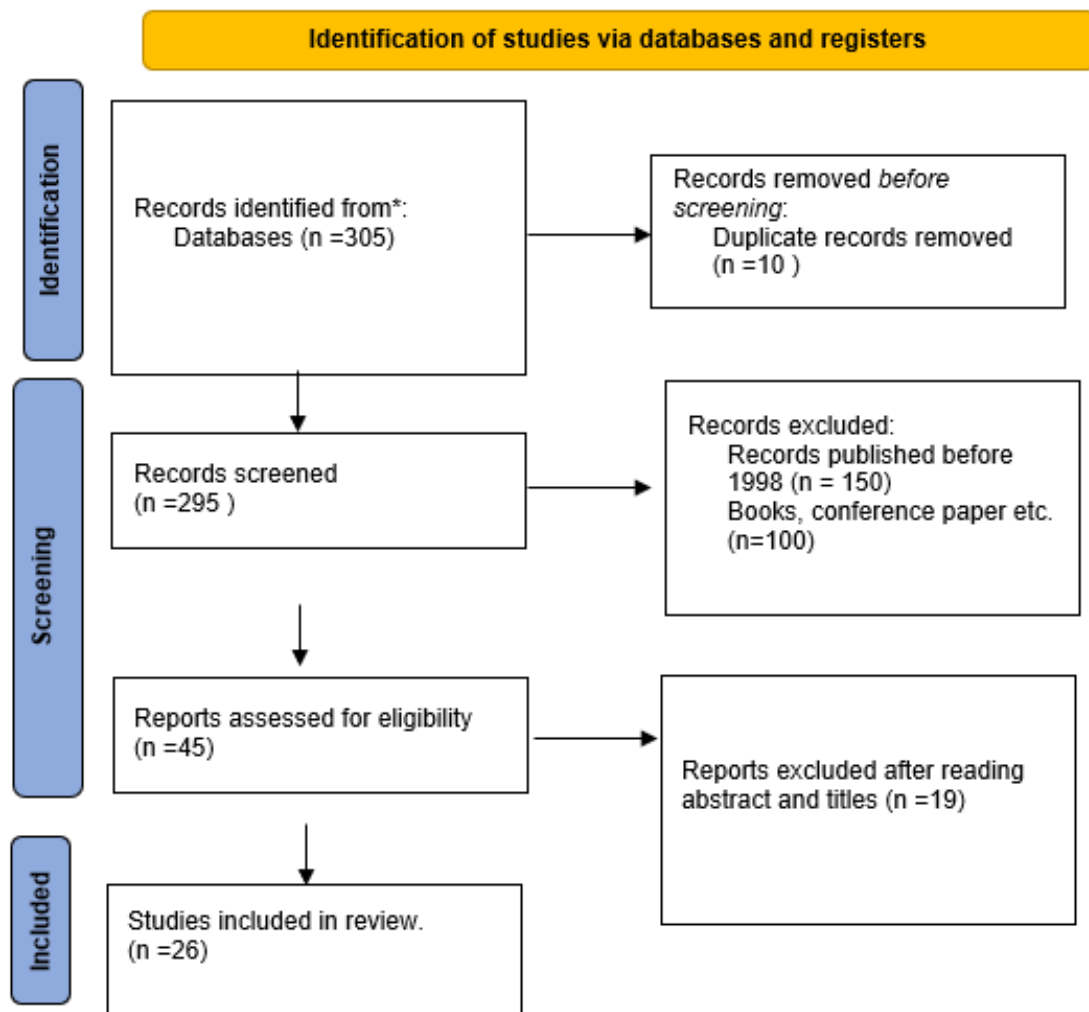 Identification of studies via databases and registers
Identification
Records identified from*:
Databases (n =305)
Records removed before
screening:
Duplicate records removed
(n =10 )
Screening
Records screened
(n =295 )
Records excluded:
Records published before
1998 (n = 150)
Books, conference paper etc.
(n=100)
Reports assessed for eligibility
(n =45)
Reports excluded after reading
abstract and titles (n =19)
Included
Studies included in review.
(n =26)